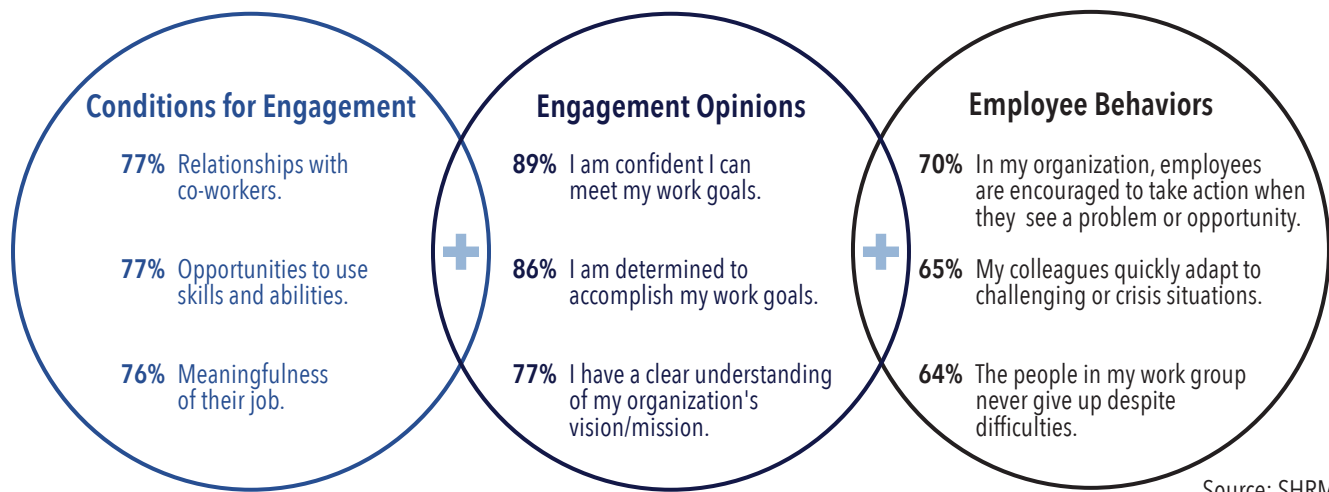 Conditions for Engagement
77% Relationships with
co-workers.
77% Opportunities to use
skills and abilities.
76% Meaningfulness
of their job.
Engagement Opinions
89% I am confident I can
meet my work goals.
86% I am determined to
accomplish my work goals.
77% I have a clear understanding
of my organization's
vision/mission.
Employee Behaviors
70% In my organization, employees
are encouraged to take action when
they see a problem or opportunity.
65% My colleagues quickly adapt to
challenging or crisis situations.
64% The people in my work group
never give up despite
difficulties.
Source: SHRM